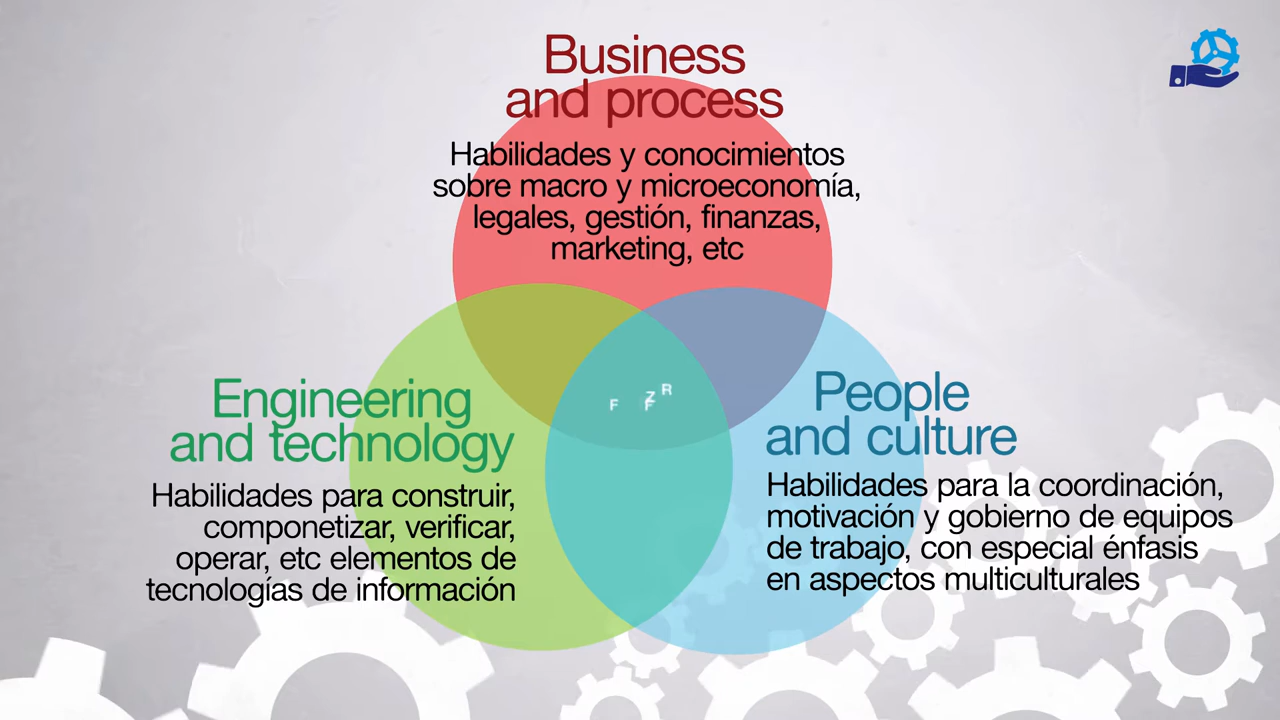 Business
and process
Habilidades y conocimientos
sobre macro y microeconomía,
legales, gestión, finanzas,
marketing, etc
Engineering
and technology
Habilidades para construir,
componetizar, verificar,
operar, etc elementos de
tecnologías de información
People
and culture
Habilidades para la coordinación,
motivación y gobierno de equipos
de trabajo, con especial énfasis
en aspectos multiculturales